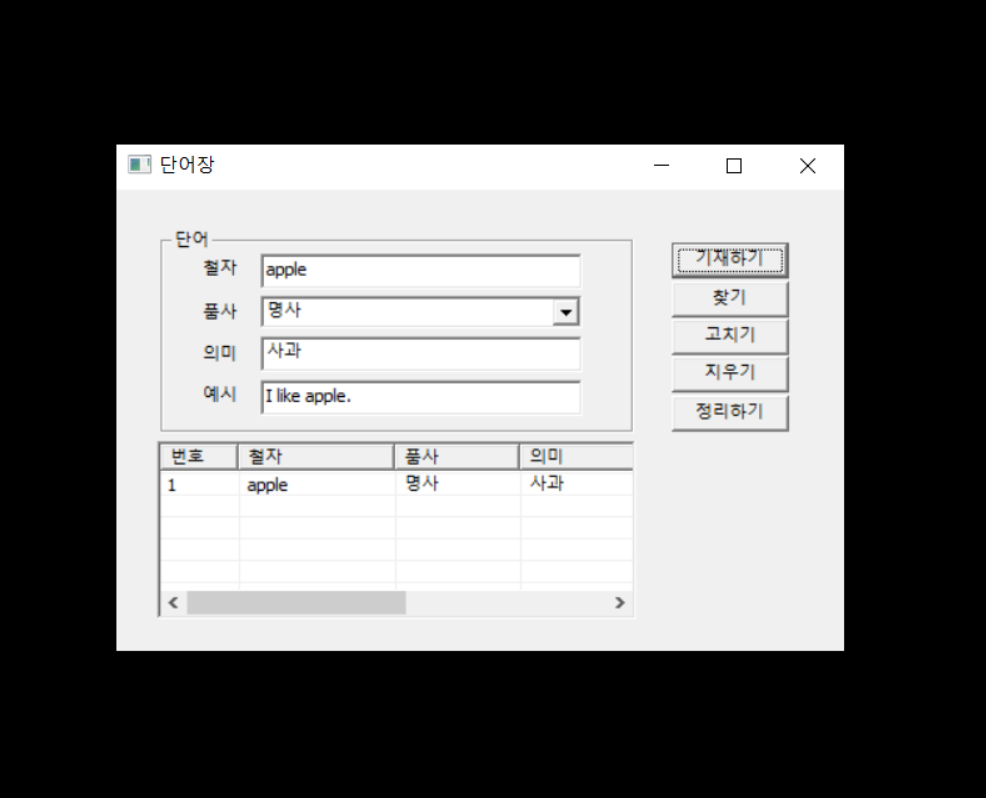 단어장
단어
철자 apple
품사 명사
의미 사과
예시 I like apple.
기재하기
찾기
고치기
지우기
정리하기
번호 철자 품사 의미
1 apple 명사 사과